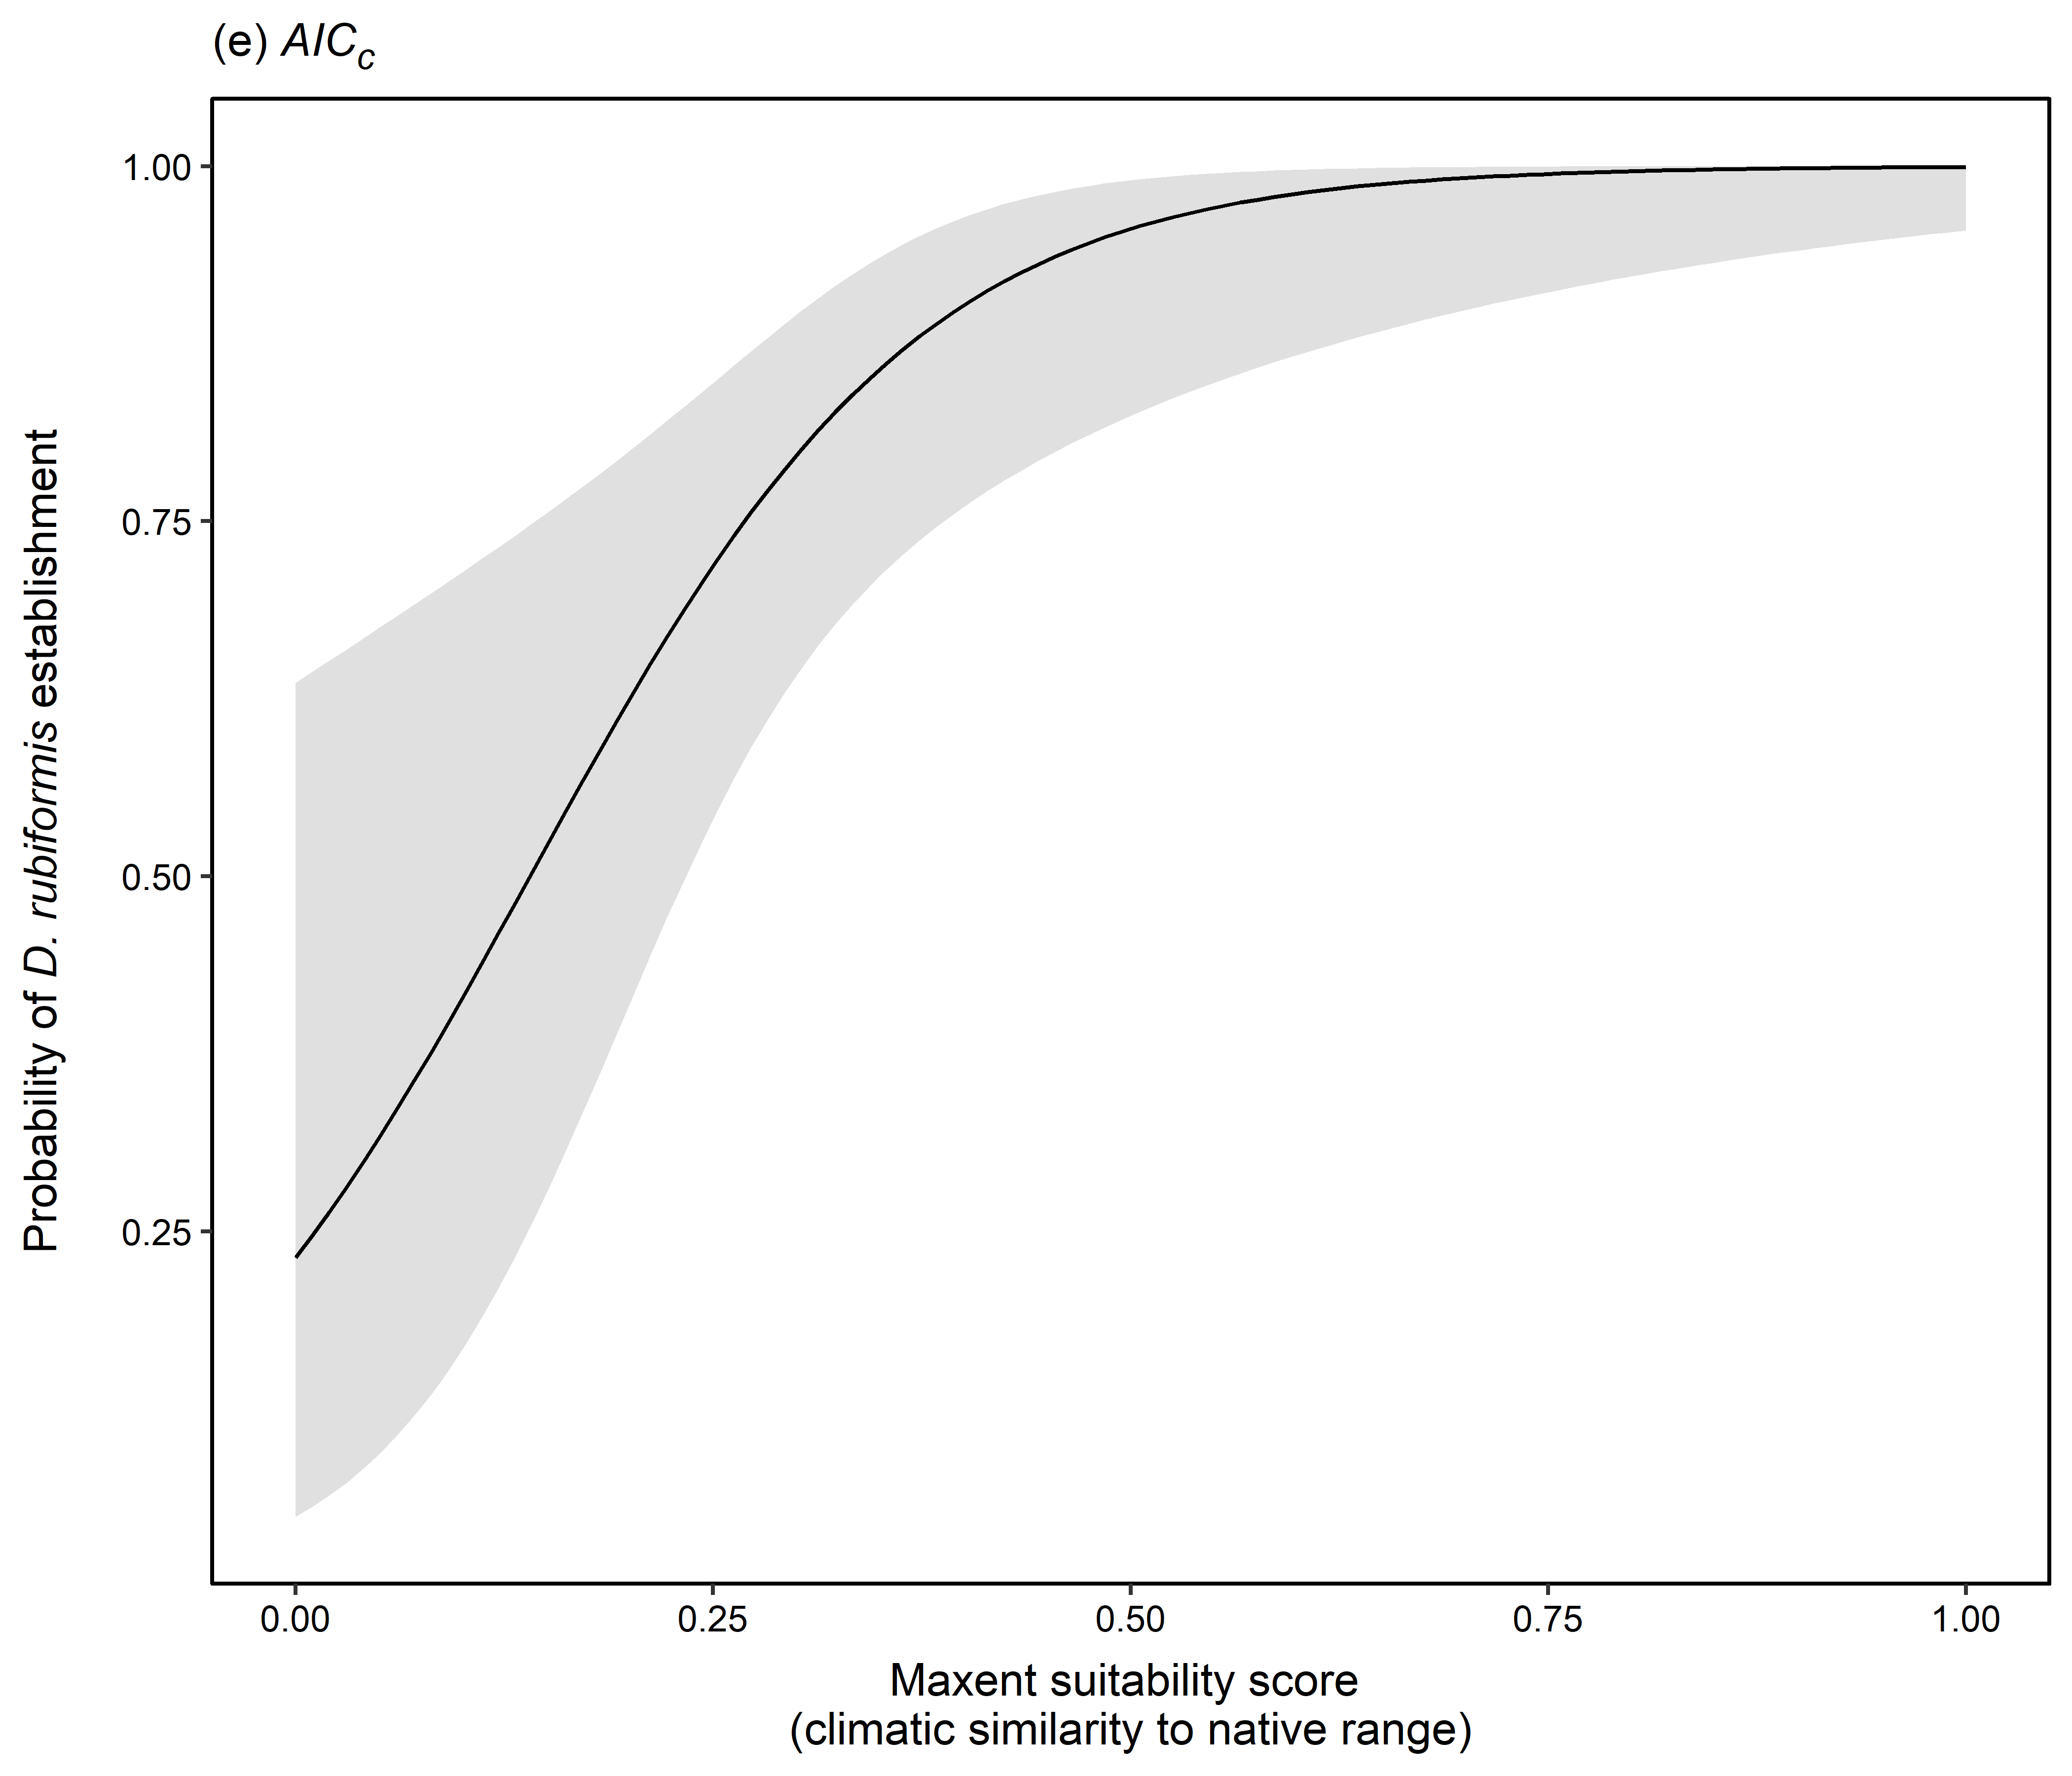 (e) AICc
Probability of D. rubiformis establishment
1.00
0.75
0.50
0.25
0.00 0.25 0.50 0.75 1.00
Maxent suitability score
(climatic similarity to native range)